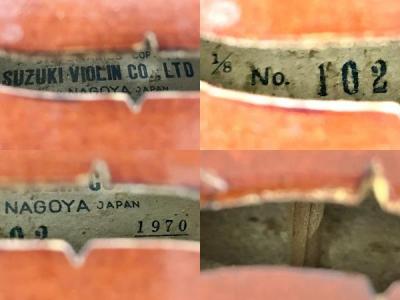 SUZUKI VIOLIN CO., LTD
NAGOYA JAPAN
1/8 No. 102
NAGOYA JAPAN
1970